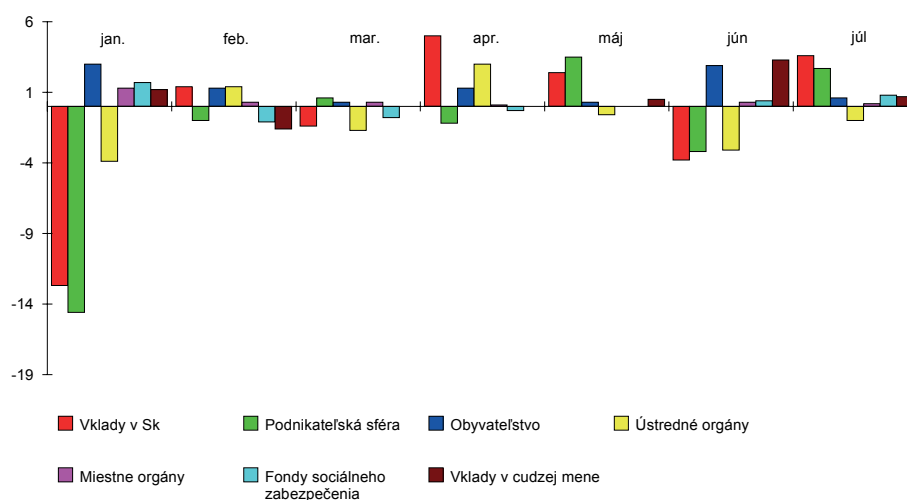 6
jan.
feb.
mar.
apr.
máj
jún
júl
1
-4
-9
-14
-19
Vklady v Sk
Podnikateľská sféra
Obyvateľstvo
Ústredné orgány
Miestne orgány
Fondy sociálneho
zabezpečenia
Vklady v cudzej mene